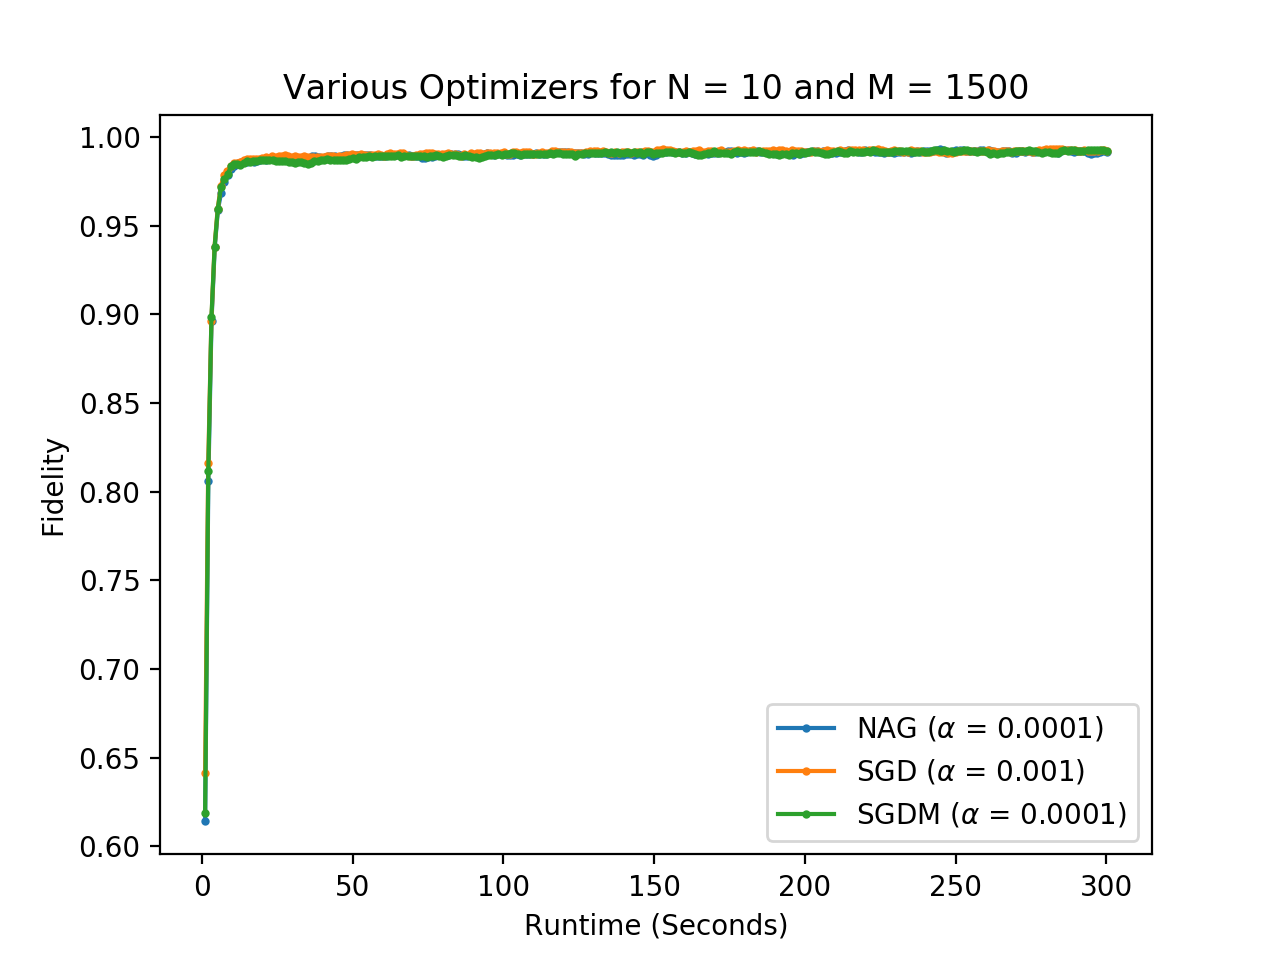 Various Optimizers for N = 10 and M = 1500
1.00
0.95
0.90
0.85
0.80
0.75
0.70
0.65
0.60
Fidelity
NAG (α = 0.0001)
SGD (α = 0.001)
SGDM (α = 0.0001)
0 50 100 150 200 250 300
Runtime (Seconds)